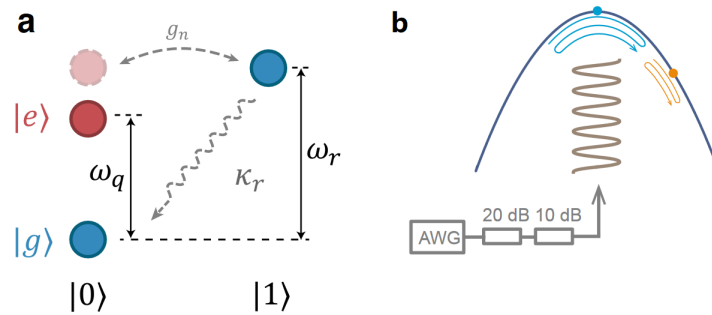 a
g_n
|e⟩
ω_q
κ_r
ω_r
|g⟩
|0⟩
|1⟩
b
20 dB
10 dB
AWG